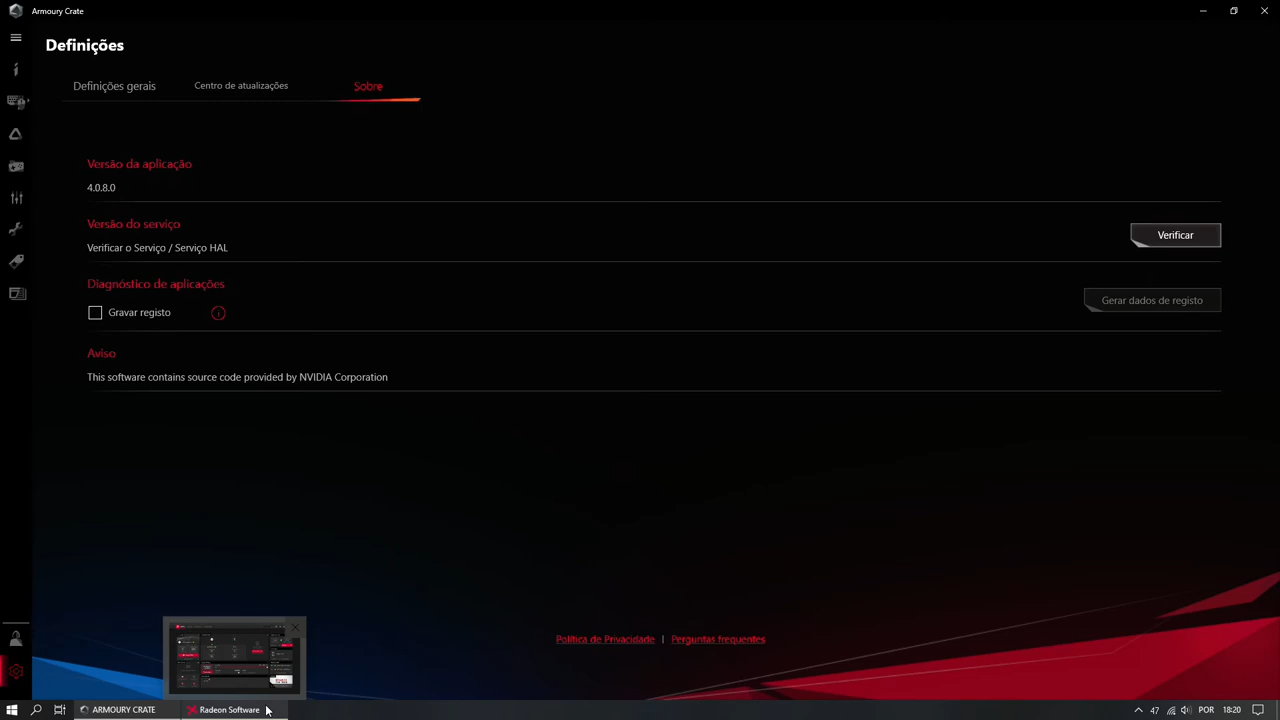 Armoury Crate
Definições
Definições gerais
Centro de atualizações
Sobre
Versão da aplicação
4.0.8.0
Versão do serviço
Verificar o Serviço / Serviço HAL
Verificar
Diagnóstico de aplicações
Gravar registo
Gerar dados de registo
Aviso
This software contains source code provided by NVIDIA Corporation
Política de Privacidade | Perguntas frequentes
ARMOURY CRATE
Radeon Software
47
POR
18:20